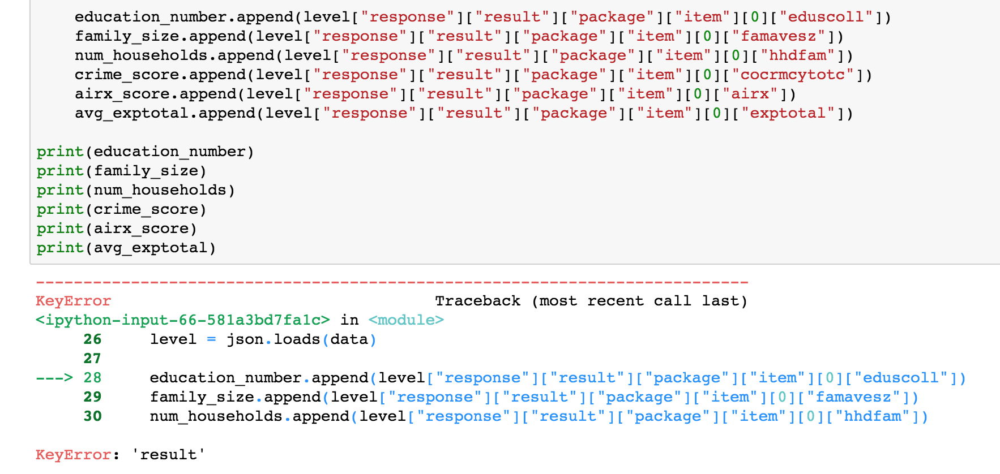 education_number.append(level["response"]["result"]["package"]["item"][0]["eduscoll"])
family_size.append(level["response"]["result"]["package"]["item"][0]["famavesz"])
num_households.append(level["response"]["result"]["package"]["item"][0]["hhdfam"])
crime_score.append(level["response"]["result"]["package"]["item"][0]["cocrmcytotc"])
airx_score.append(level["response"]["result"]["package"]["item"][0]["airx"])
avg_exptotal.append(level["response"]["result"]["package"]["item"][0]["exptotal"])
print(education_number)
print(family_size)
print(num_households)
print(crime_score)
print(airx_score)
print(avg_exptotal)
---------------------------------------------------------------------------
KeyError Traceback (most recent call last)
<ipython-input-66-581a3bd7fa1c> in <module>
26 level = json.loads(data)
27
---> 28 education_number.append(level["response"]["result"]["package"]["item"][0]["eduscoll"])
29 family_size.append(level["response"]["result"]["package"]["item"][0]["famavesz"])
30 num_households.append(level["response"]["result"]["package"]["item"][0]["hhdfam"])
KeyError: 'result'